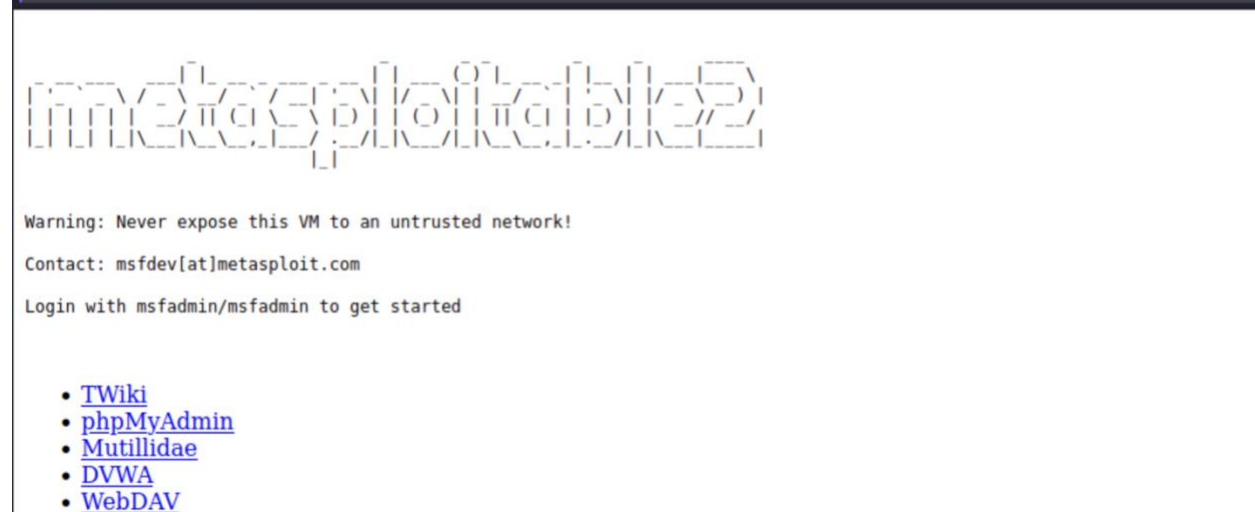 metasploitable2
Warning: Never expose this VM to an untrusted network!
Contact: msfdev[at]metasploit.com
Login with msfadmin/msfadmin to get started
TWiki
phpMyAdmin
Mutillidae
DVWA
WebDAV